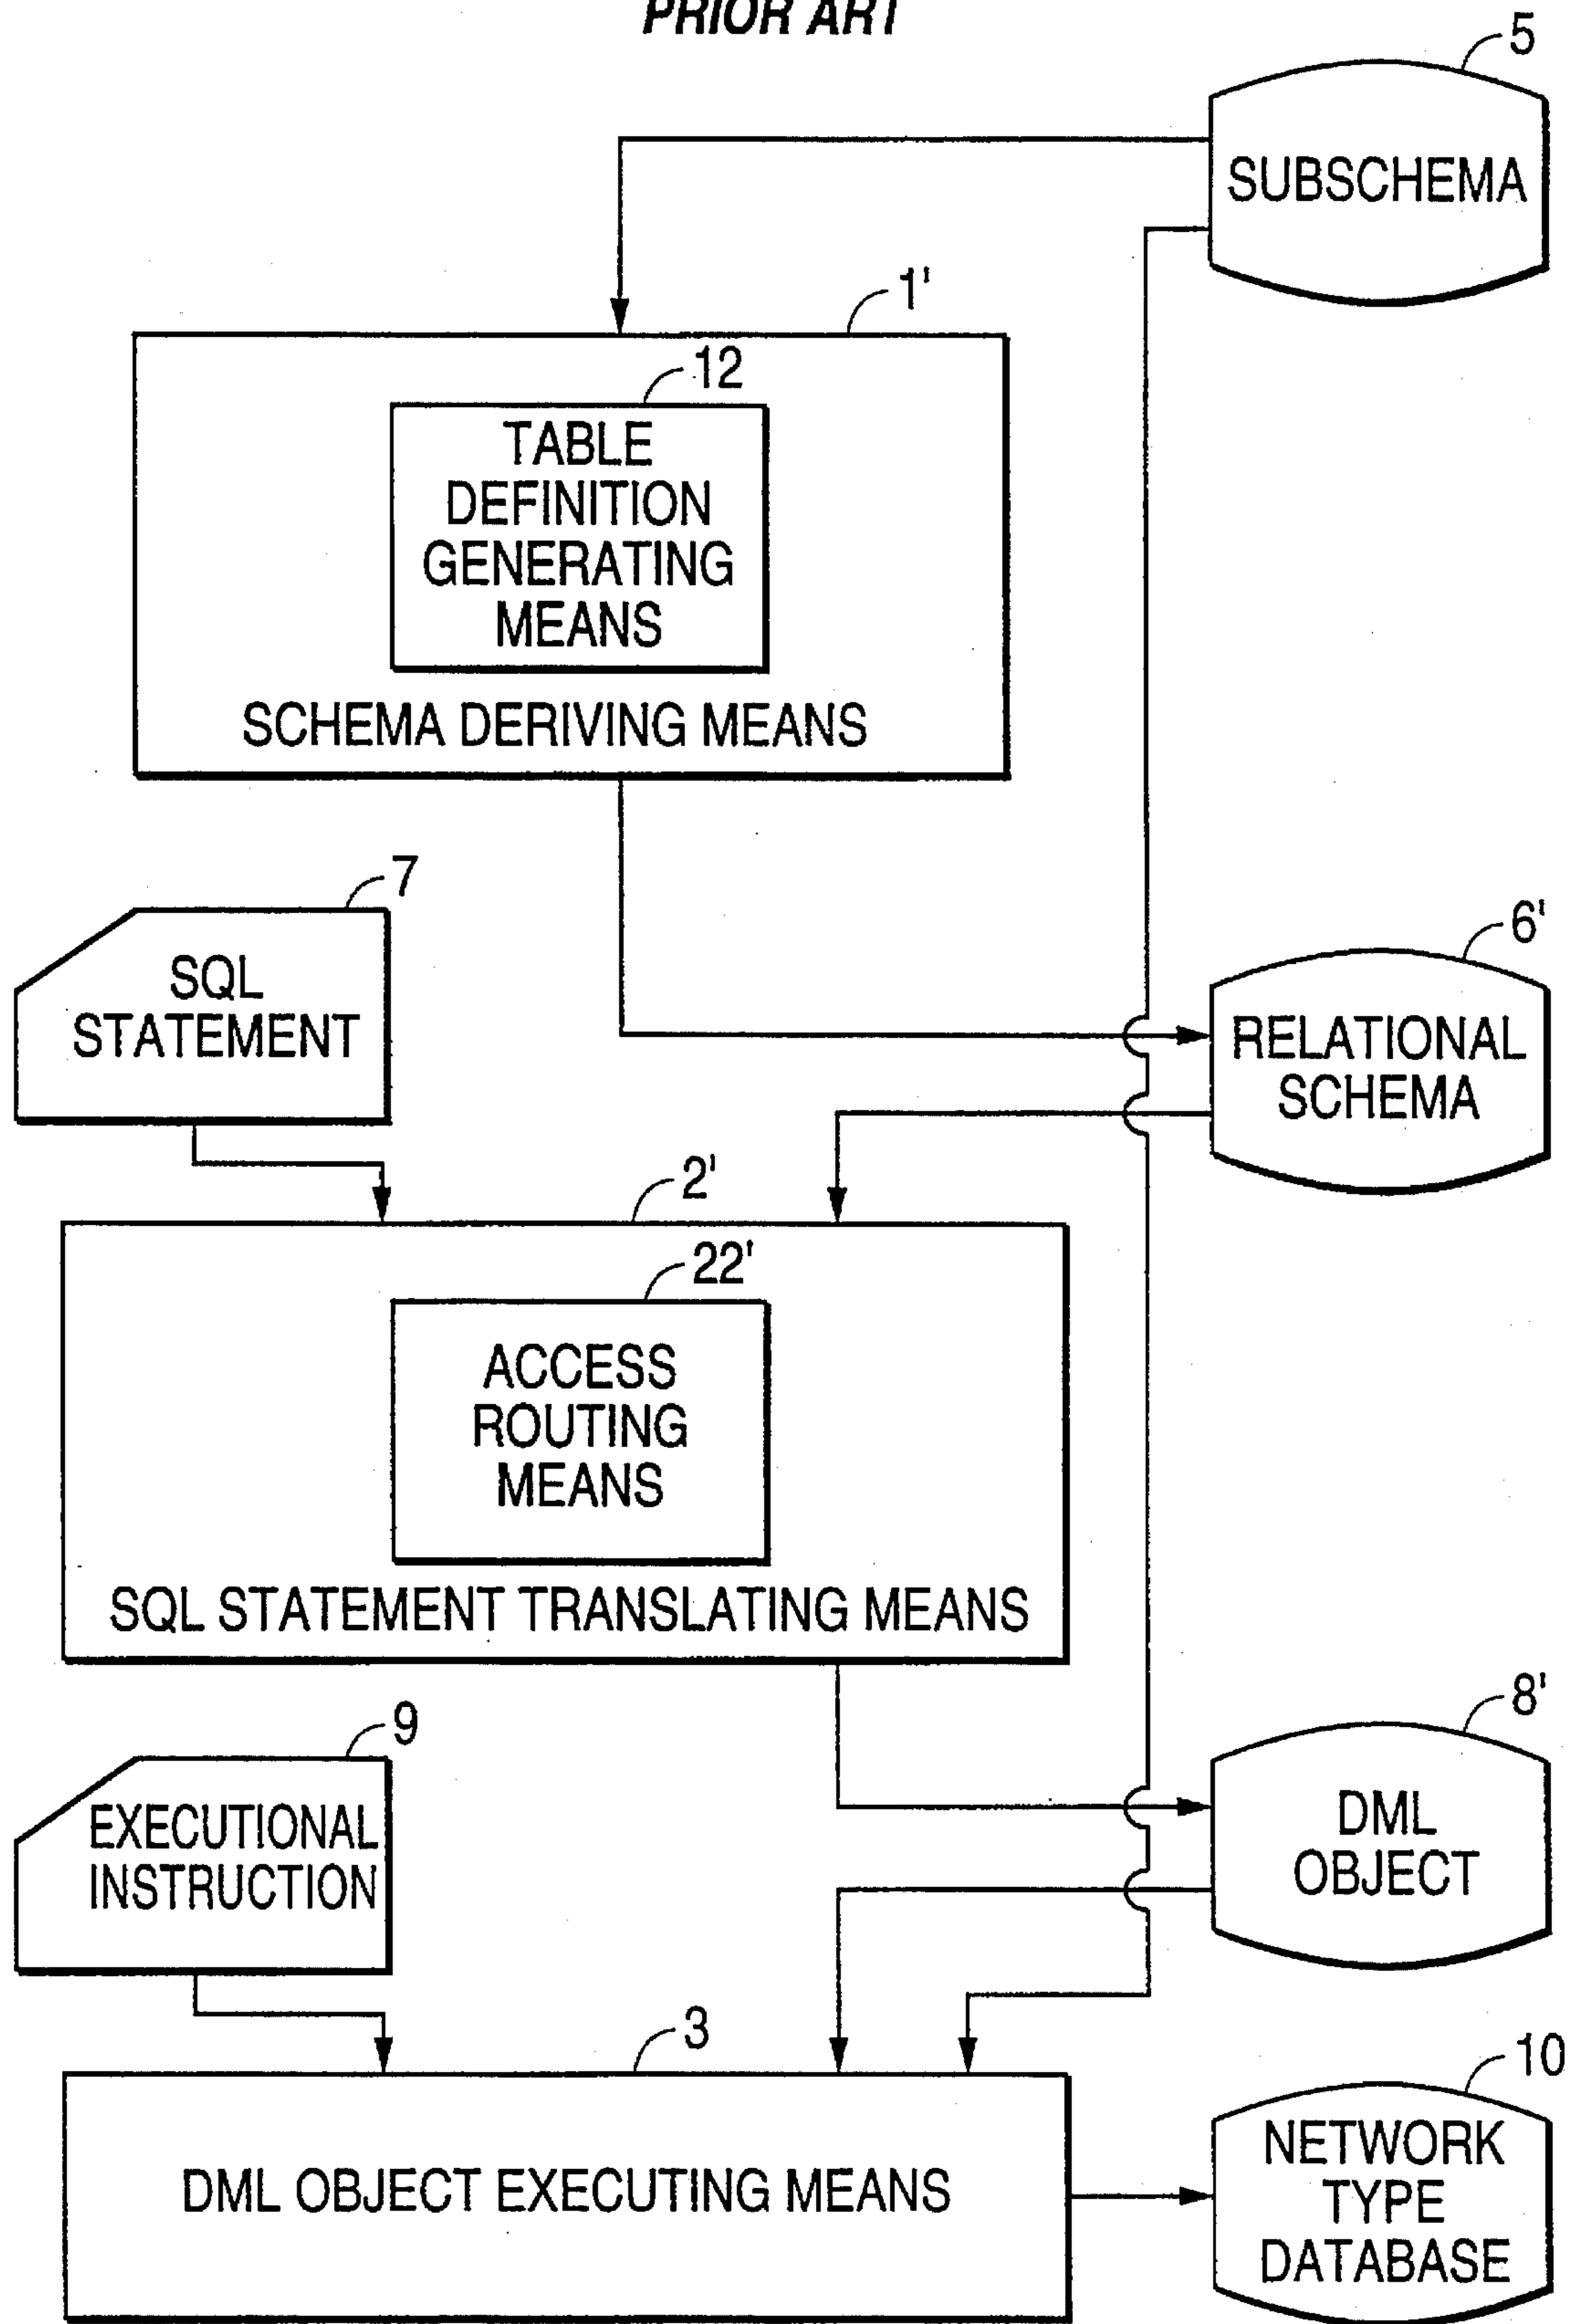 PRIOR ART
5
SUBSCHEMA
1'
12
TABLE
DEFINITION
GENERATING
MEANS
SCHEMA DERIVING MEANS
7
SQL
STATEMENT
6'
RELATIONAL
SCHEMA
2'
22'
ACCESS
ROUTING
MEANS
SQL STATEMENT TRANSLATING MEANS
9
EXECUTIONAL
INSTRUCTION
8'
DML
OBJECT
3
DML OBJECT EXECUTING MEANS
10
NETWORK
TYPE
DATABASE